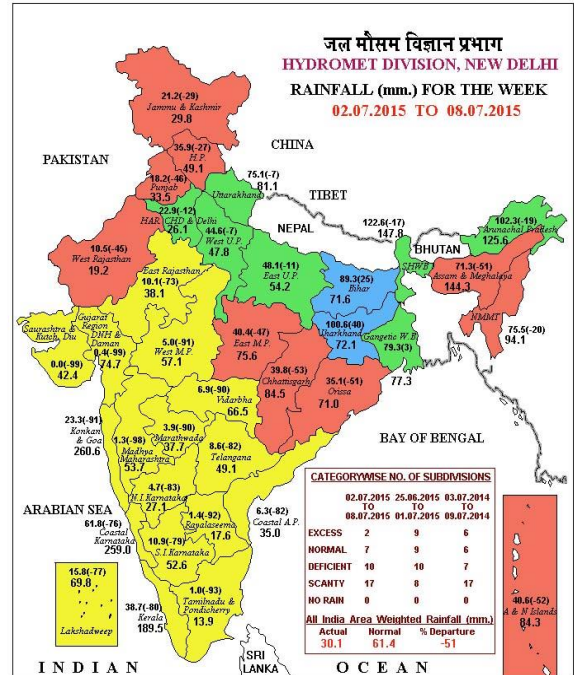 जल मौसम विज्ञान प्रभाग
HYDROMET DIVISION, NEW DELHI
RAINFALL (mm.) FOR THE WEEK
02.07.2015 TO 08.07.2015
21.2(-29)
Jammu & Kashmir
29.8
CHINA
35.9(-27)
H.P.
49.1
PAKISTAN
18.2(-46)
Punjab
33.5
75.1(-7)
81.1
Uttarakhand
TIBET
22.9(-12)
HAR. CHD & Delhi
26.1
44.6(-7)
West U.P.
47.8
NEPAL
122.6(-17)
147.8
102.3(-19)
Arunachal Pradesh
125.6
BHUTAN
10.5(-45)
West Rajasthan
19.2
East Rajasthan
10.1(-73)
38.1
48.1(-11)
East U.P.
54.2
89.3(25)
Bihar
71.6
SHWB
71.3(-51)
Assam & Meghalaya
144.3
NMMT
75.5(-20)
94.1
Saurashtra &
Kutch, Diu
0.0(-99)
42.4
Gujarat
Region
DNH &
Daman
0.4(-99)
74.7
5.0(-91)
West M.P.
57.1
40.4(-47)
East M.P.
75.6
100.6(40)
Jharkhand
72.1
Gangetic W.B.
79.3(3)
77.3
39.8(-53)
Chhattisgarh
84.5
35.1(-51)
Orissa
71.0
6.9(-90)
Vidarbha
66.5
23.3(-91)
Konkan
& Goa
260.6
1.3(-98)
Madhya
Maharashtra
53.7
3.9(-90)
Marathwada
37.7
8.6(-82)
Telangana
49.1
BAY OF BENGAL
4.7(-83)
N.I.Karnataka
27.1
ARABIAN SEA
61.8(-76)
Coastal
Karnataka
259.0
1.4(-92)
Rayalaseema
17.6
6.3(-82)
Coastal A.P.
35.0
10.9(-79)
S.I.Karnataka
52.6
15.8(-77)
69.8
Lakshadweep
38.7(-80)
Kerala
189.5
1.0(-93)
Tamilnadu &
Pondicherry
13.9
CATEGORYWISE NO. OF SUBDIVISIONS
02.07.2015 25.06.2015 03.07.2014
TO TO TO
08.07.2015 01.07.2015 09.07.2014
EXCESS 2 9 6
NORMAL 7 9 6
DEFICIENT 10 10 7
SCANTY 17 8 17
NO RAIN 0 0 0
All India Area Weighted Rainfall (mm.)
Actual Normal % Departure
30.1 61.4 -51
40.6(-52)
A & N Islands
84.3
SRI
LANKA
INDIAN OCEAN